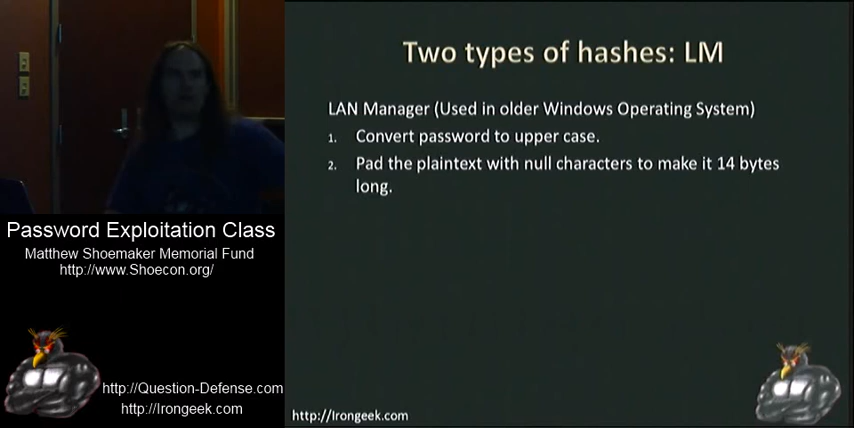 Two types of hashes: LM
LAN Manager (Used in older Windows Operating System)
1. Convert password to upper case.
2. Pad the plaintext with null characters to make it 14 bytes
long.
Password Exploitation Class
Matthew Shoemaker Memorial Fund
http://www.Shoecon.org/
http://Question-Defense.com
http://Irongeek.com
http://Irongeek.com